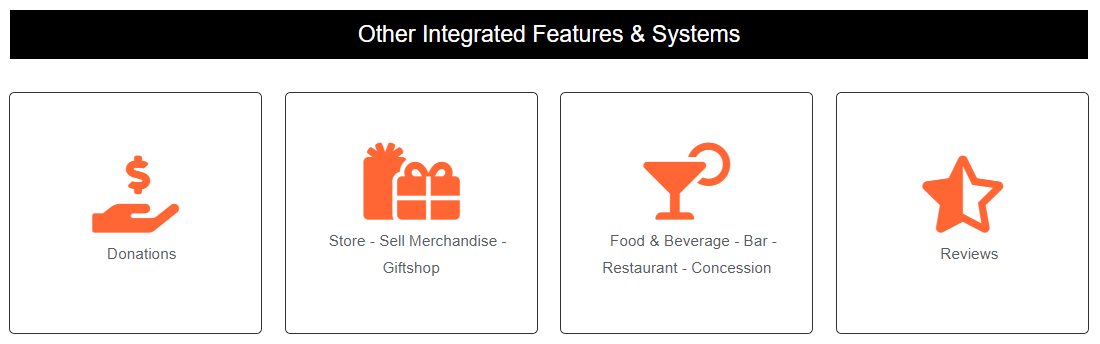 Other Integrated Features & Systems
Donations
Store - Sell Merchandise -
Giftshop
Food & Beverage - Bar -
Restaurant - Concession
Reviews